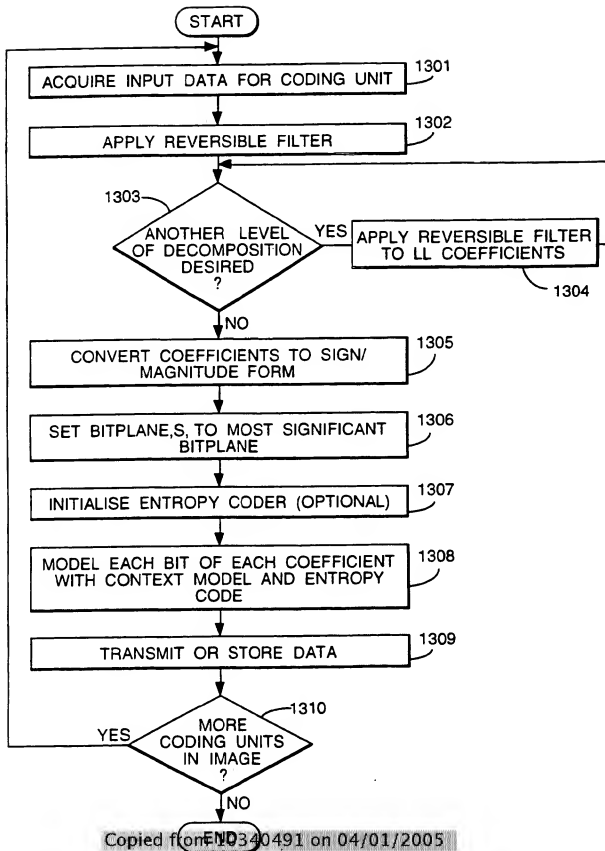 START
ACQUIRE INPUT DATA FOR CODING UNIT
1301
APPLY REVERSIBLE FILTER
1302
1303
ANOTHER LEVEL
OF DECOMPOSITION
DESIRED
?
YES
APPLY REVERSIBLE FILTER
TO LL COEFFICIENTS
1304
NO
CONVERT COEFFICIENTS TO SIGN/
MAGNITUDE FORM
1305
SET BITPLANE,S, TO MOST SIGNIFICANT
BITPLANE
1306
INITIALISE ENTROPY CODER (OPTIONAL)
1307
MODEL EACH BIT OF EACH COEFFICIENT
WITH CONTEXT MODEL AND ENTROPY
CODE
1308
TRANSMIT OR STORE DATA
1309
1310
YES
MORE
CODING UNITS
IN IMAGE
?
NO
END
Copied from 10340491 on 04/01/2005